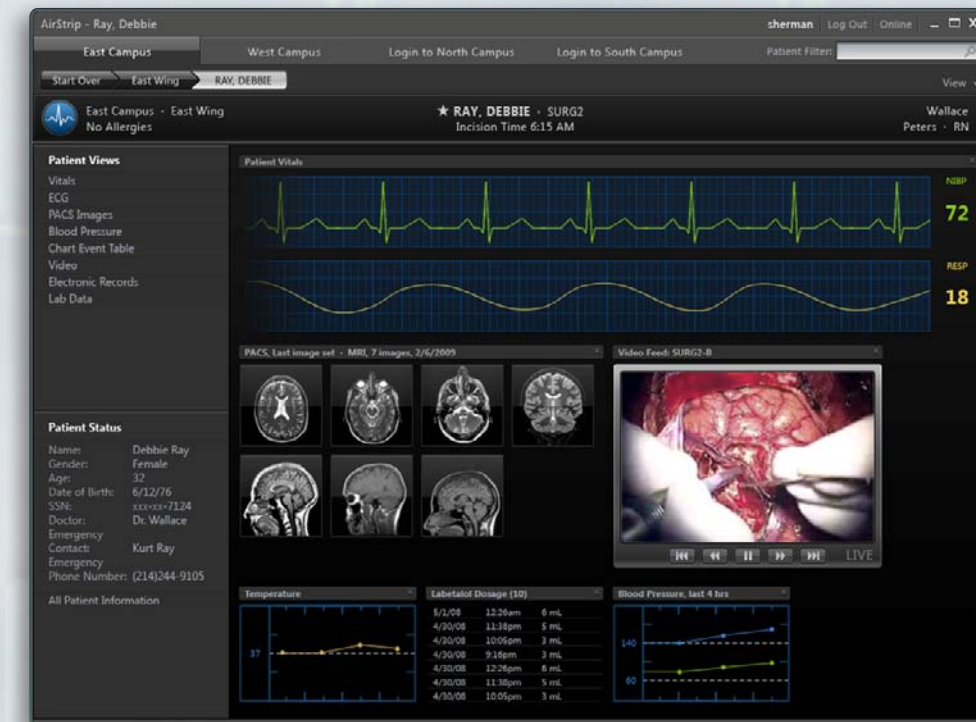 AirStrip - Ray, Debbie
sherman Log Out Online
East Campus West Campus Login to North Campus Login to South Campus Patient Filter:
Start Over East Wing RAY, DEBBIE View
East Campus - East Wing
No Allergies
★ RAY, DEBBIE · SURG2
Incision Time 6:15 AM
Wallace
Peters · RN
Patient Views
Vitals
ECG
PACS Images
Blood Pressure
Chart Event Table
Video
Electronic Records
Lab Data
Patient Status
Name: Debbie Ray
Gender: Female
Age: 32
Date of Birth: 6/12/76
SSN: xxx-xx-7124
Doctor: Dr. Wallace
Emergency
Contact: Kurt Ray
Emergency
Phone Number: (214)244-9105
All Patient Information
Patient Vitals
NIBP
72
RESP
18
PACS, Last image set - MRI, 7 images, 2/6/2009
Video Feed: SURG2-B
LIVE
Temperature
37
Labetalol Dosage (10)
5/1/08 12:26am 6 mL
4/30/08 11:38pm 5 mL
4/30/08 10:05pm 3 mL
4/30/08 9:16pm 3 mL
4/30/08 12:26pm 6 mL
4/30/08 11:38pm 5 mL
4/30/08 10:05pm 3 mL
Blood Pressure, last 4 hrs
140
60